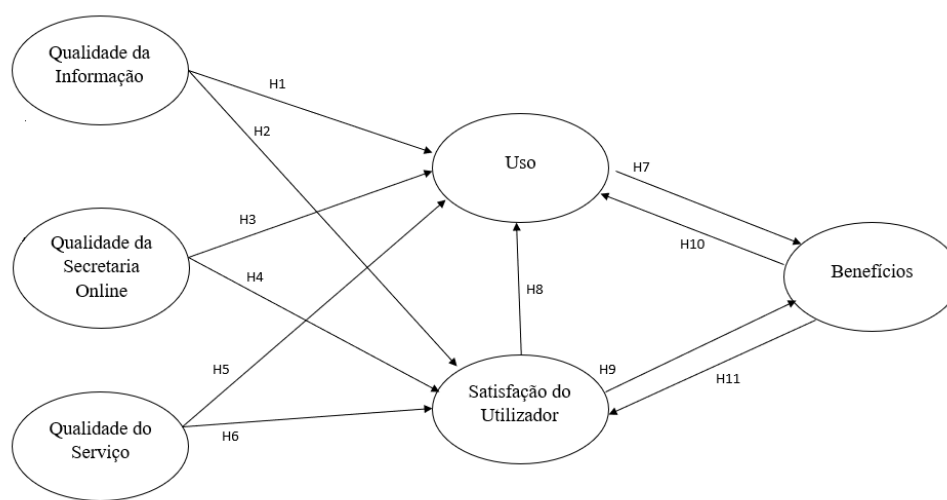 Qualidade da
Informação
H1
H2
Uso
H7
H3
H10
Qualidade da
Secretaria
Online
H4
Benefícios
H8
H5
H9
H11
Satisfação do
Utilizador
Qualidade do
Serviço
H6